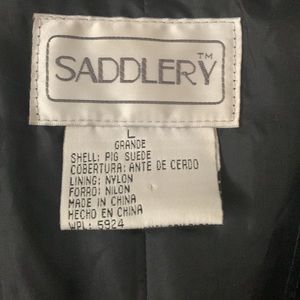 SADDLERY™
L
GRANDE
SHELL: PIG SUEDE
COBERTURA: ANTE DE CERDO
LINING: NYLON
FORRO: NILON
MADE IN CHINA
HECHO EN CHINA
WPL: 5924